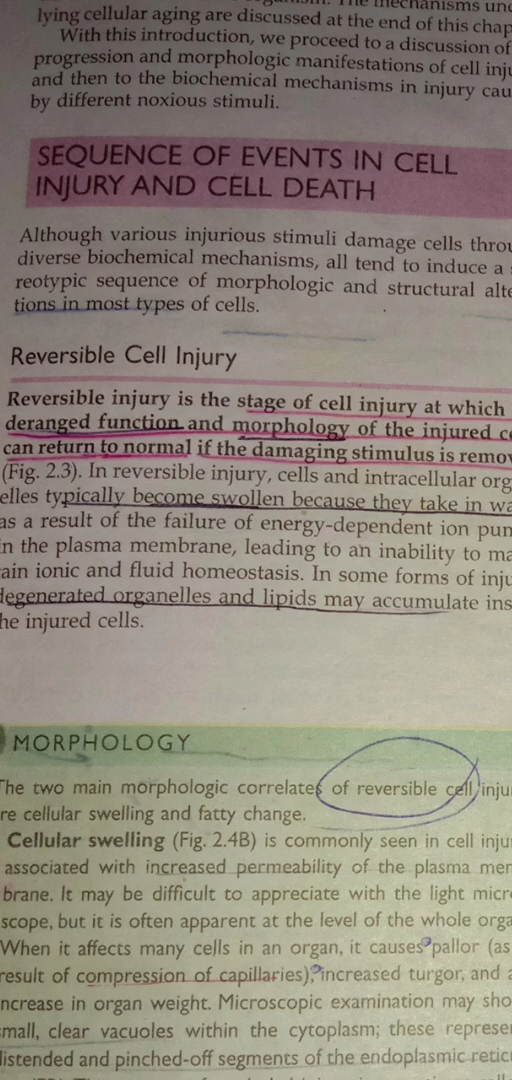 The mechanisms
lying cellular aging are discussed at the end of this chap
With this introduction, we proceed to a discussion of
progression and morphologic manifestations of cell inju
and then to the biochemical mechanisms in injury cau
by different noxious stimuli.
SEQUENCE OF EVENTS IN CELL
INJURY AND CELL DEATH
Although various injurious stimuli damage cells throu
diverse biochemical mechanisms, all tend to induce a s
reotypic sequence of morphologic and structural alte
tions in most types of cells.
Reversible Cell Injury
Reversible injury is the stage of cell injury at which
deranged function and morphology of the injured ce
can return to normal if the damaging stimulus is remov
(Fig. 2.3). In reversible injury, cells and intracellular org
elles typically become swollen because they take in wa
as a result of the failure of energy-dependent ion pum
in the plasma membrane, leading to an inability to ma
ain ionic and fluid homeostasis. In some forms of inju
degenerated organelles and lipids may accumulate ins
he injured cells.
MORPHOLOGY
The two main morphologic correlates of reversible cell inju
re cellular swelling and fatty change.
Cellular swelling (Fig. 2.4B) is commonly seen in cell inju
associated with increased permeability of the plasma mem
brane. It may be difficult to appreciate with the light micro
scope, but it is often apparent at the level of the whole orga
When it affects many cells in an organ, it causes pallor (as
result of compression of capillaries), increased turgor, and a
ncrease in organ weight. Microscopic examination may sho
small, clear vacuoles within the cytoplasm; these represen
distended and pinched-off segments of the endoplasmic reticu